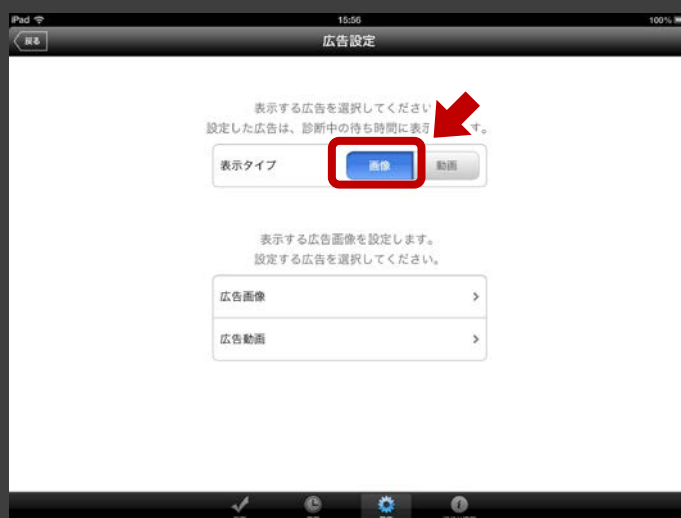 iPad 15:56 100%
戻る 広告設定
表示する広告を選択してください
設定した広告は、診断中の待ち時間に表 す。
表示タイプ 画像 動画
表示する広告画像を設定します。
設定する広告を選択してください。
広告画像
広告動画